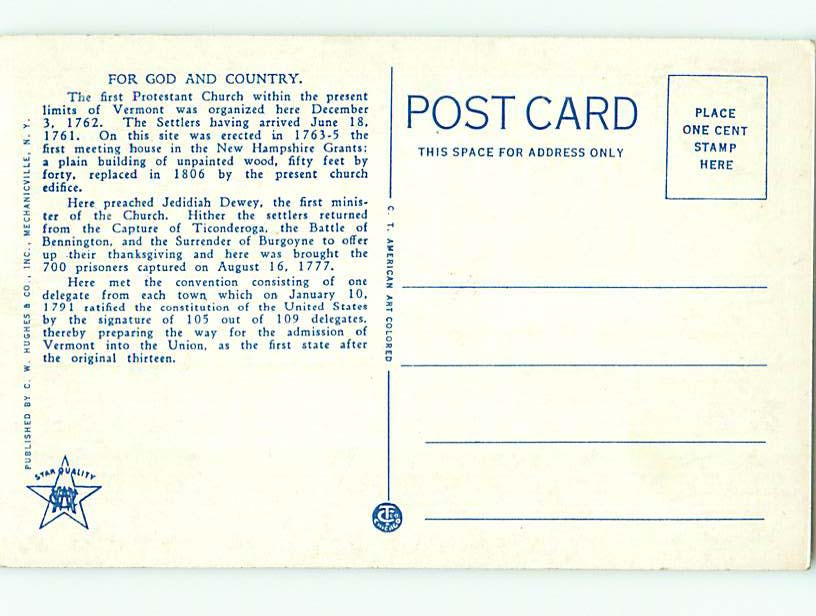 FOR GOD AND COUNTRY.
The first Protestant Church within the present
limits of Vermont was organized here December
3, 1762. The Settlers having arrived June 18,
1761. On this site was erected in 1763-5 the
first meeting house in the New Hampshire Grants:
a plain building of unpainted wood, fifty feet by
forty, replaced in 1806 by the present church
edifice.
Here preached Jedidiah Dewey, the first minis-
ter of the Church. Hither the settlers returned
from the Capture of Ticonderoga, the Battle of
Bennington, and the Surrender of Burgoyne to offer
up their thanksgiving and here was brought the
700 prisoners captured on August 16, 1777.
Here met the convention consisting of one
delegate from each town, which on January 10,
1791 ratified the constitution of the United States
by the signature of 105 out of 109 delegates,
thereby preparing the way for the admission of
Vermont into the Union, as the first state after
the original thirteen.
PUBLISHED BY C. W. HUGHES & CO., INC., MECHANICVILLE, N. Y.
STAR QUALITY
C. T. AMERICAN ART COLORED
CHICAGO
POST CARD
THIS SPACE FOR ADDRESS ONLY
PLACE
ONE CENT
STAMP
HERE